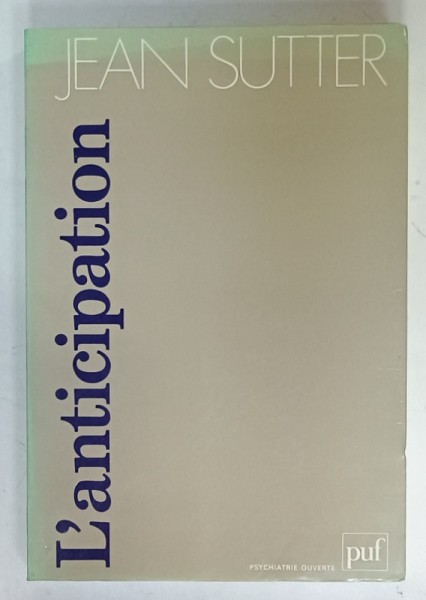 JEAN SUTTER
L'anticipation
PSYCHIATRIE OUVERTE
puf